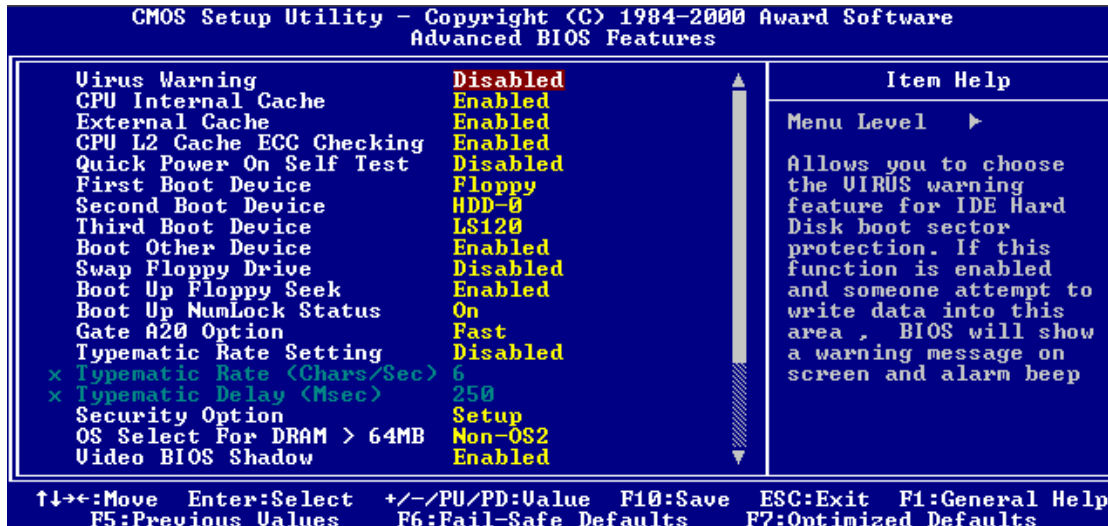 CMOS Setup Utility – Copyright (C) 1984–2000 Award Software
Advanced BIOS Features
Virus Warning Disabled
CPU Internal Cache Enabled
External Cache Enabled
CPU L2 Cache ECC Checking Enabled
Quick Power On Self Test Disabled
First Boot Device Floppy
Second Boot Device HDD-0
Third Boot Device LS120
Boot Other Device Enabled
Swap Floppy Drive Disabled
Boot Up Floppy Seek Enabled
Boot Up NumLock Status On
Gate A20 Option Fast
Typematic Rate Setting Disabled
x Typematic Rate (Chars/Sec) 6
x Typematic Delay (Msec) 250
Security Option Setup
OS Select For DRAM > 64MB Non-OS2
Video BIOS Shadow Enabled
Item Help
Menu Level ▶
Allows you to choose
the VIRUS warning
feature for IDE Hard
Disk boot sector
protection. If this
function is enabled
and someone attempt to
write data into this
area , BIOS will show
a warning message on
screen and alarm beep
↑↓→←:Move Enter:Select +/-/PU/PD:Value F10:Save ESC:Exit F1:General Help
F5:Previous Values F6:Fail-Safe Defaults F7:Optimized Defaults